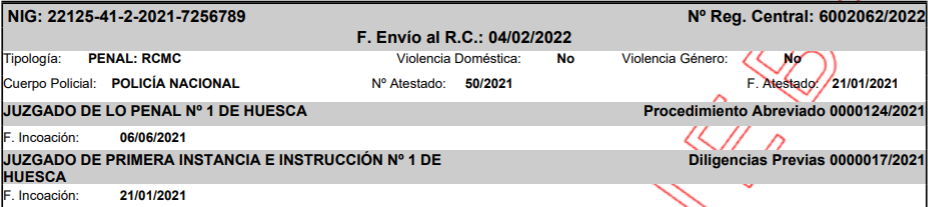 NIG: 22125-41-2-2021-7256789 Nº Reg. Central: 6002062/2022
F. Envío al R.C.: 04/02/2022
Tipología: PENAL: RCMC Violencia Doméstica: No Violencia Género: No
Cuerpo Policial: POLICÍA NACIONAL Nº Atestado: 50/2021 F. Atestado: 21/01/2021
JUZGADO DE LO PENAL Nº 1 DE HUESCA Procedimiento Abreviado 0000124/2021
F. Incoación: 06/06/2021
JUZGADO DE PRIMERA INSTANCIA E INSTRUCCIÓN Nº 1 DE Diligencias Previas 0000017/2021
HUESCA
F. Incoación: 21/01/2021